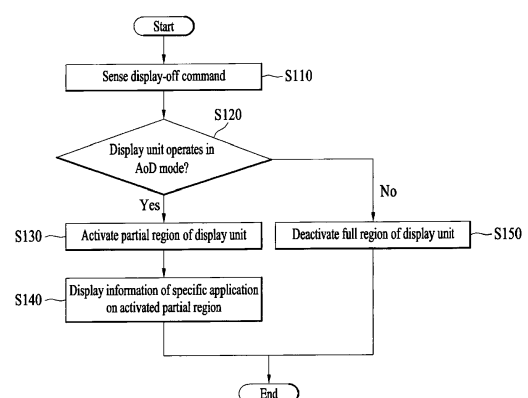 Start
Sense display-off command
S110
S120
Display unit operates in
AoD mode?
Yes
No
S130
Activate partial region of display unit
Deactivate full region of display unit
S150
S140
Display information of specific application
on activated partial region
End